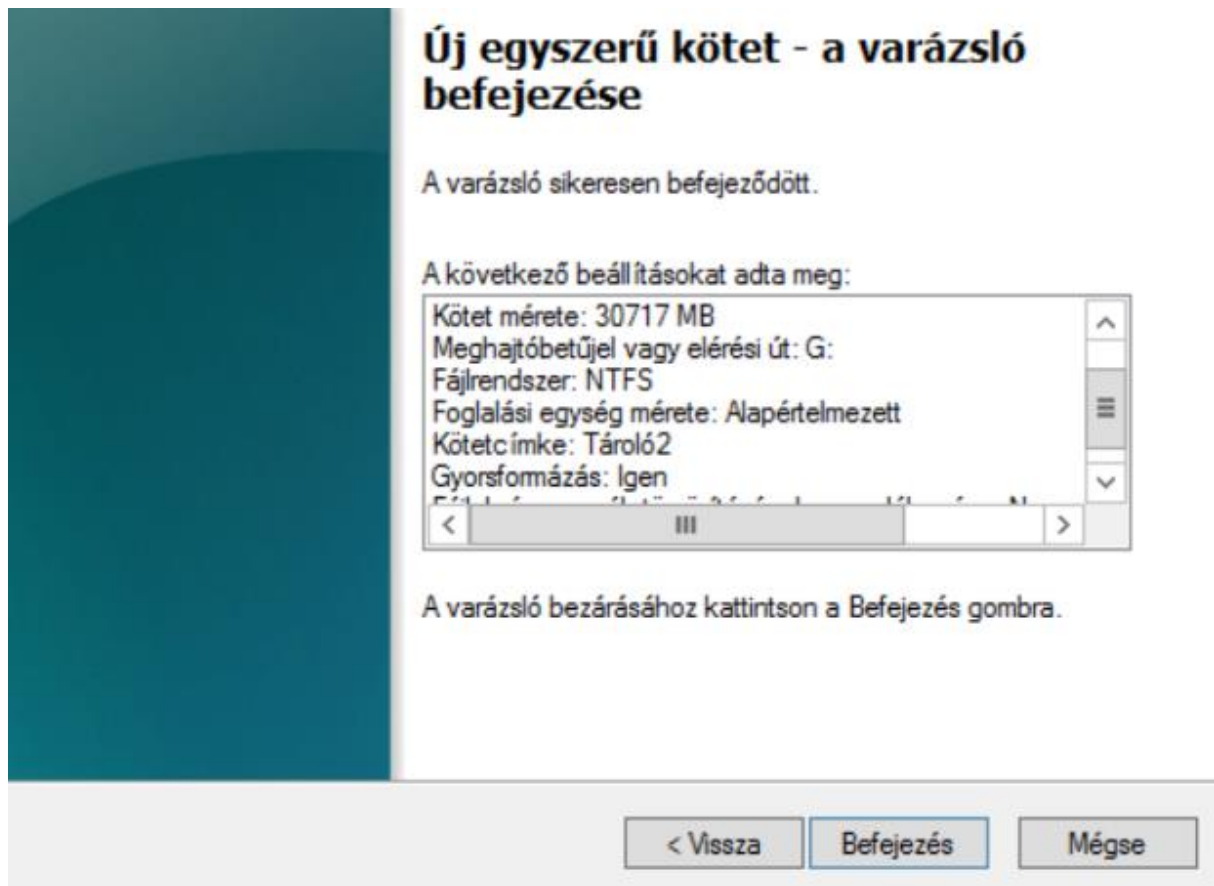 Új egyszerű kötet - a varázsló
befejezése
A varázsló sikeresen befejeződött.
A következő beállításokat adta meg:
Kötet mérete: 30717 MB
Meghajtóbetűjel vagy elérési út: G:
Fájlrendszer: NTFS
Foglalási egység mérete: Alapértelmezett
Kötetcímke: Tároló2
Gyorsformázás: Igen
A varázsló bezárásához kattintson a Befejezés gombra.
< Vissza Befejezés Mégse